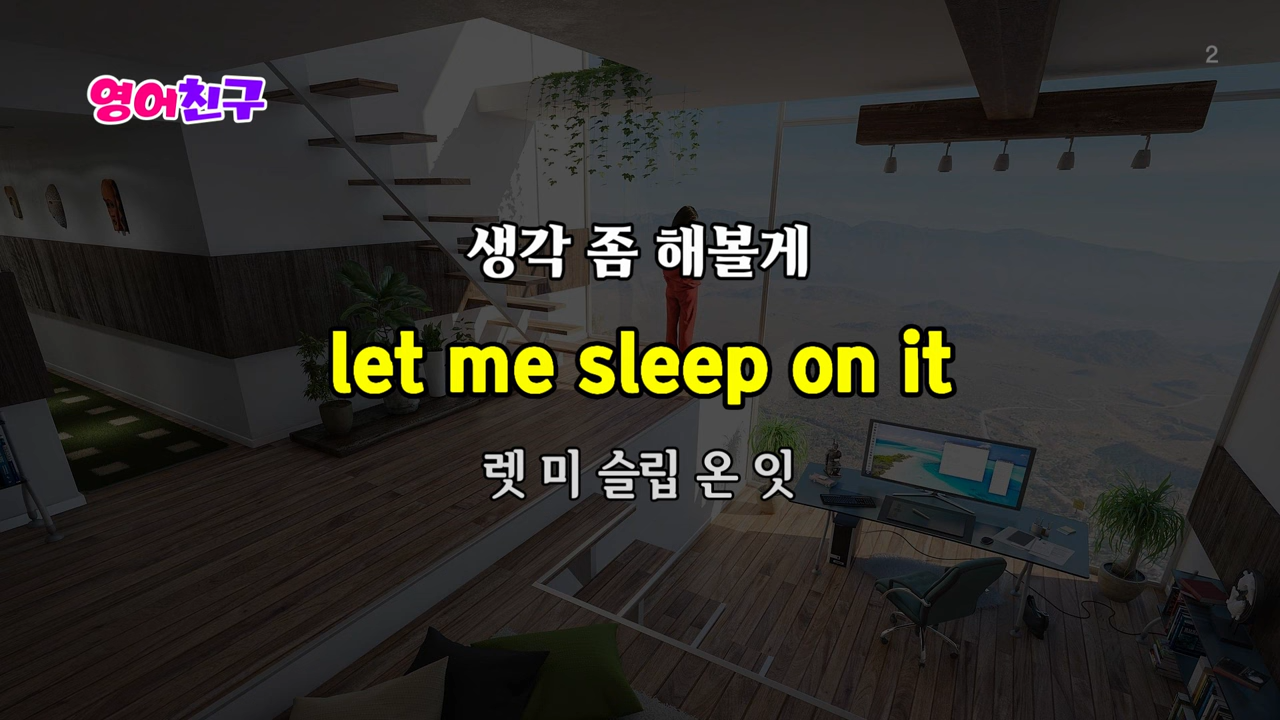 2
영어친구
생각 좀 해볼게
let me sleep on it
렛 미 슬립 온 잇